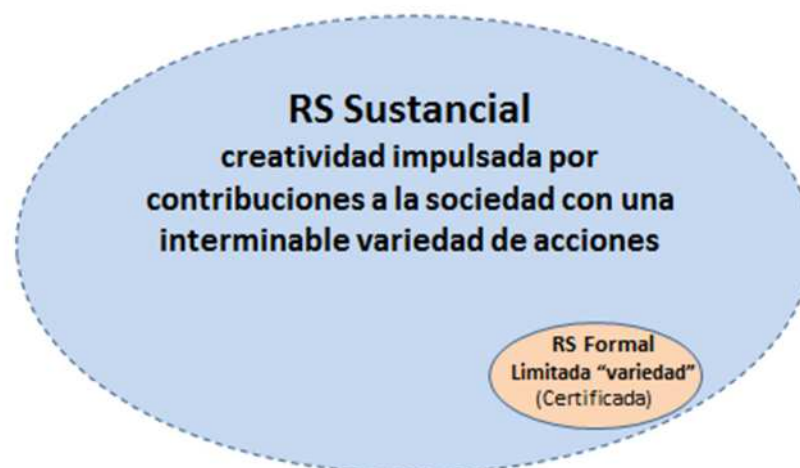 RS Sustancial
creatividad impulsada por
contribuciones a la sociedad con una
interminable variedad de acciones
RS Formal
Limitada “variedad”
(Certificada)